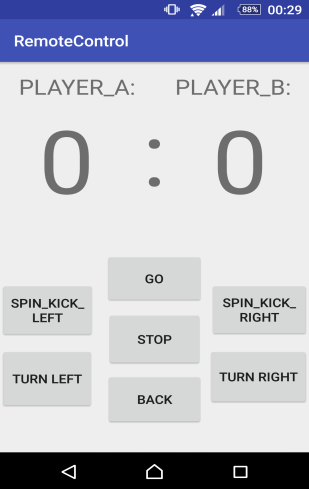 88% 00:29
RemoteControl
PLAYER_A: PLAYER_B:
0 : 0
GO
SPIN_KICK_
LEFT
SPIN_KICK_
RIGHT
STOP
TURN LEFT
TURN RIGHT
BACK